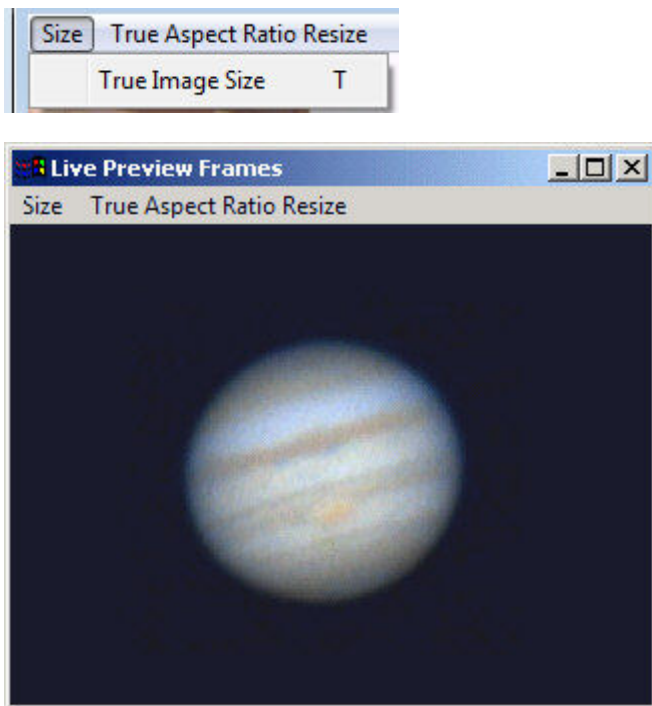 Size True Aspect Ratio Resize
True Image Size T
Live Preview Frames
Size True Aspect Ratio Resize